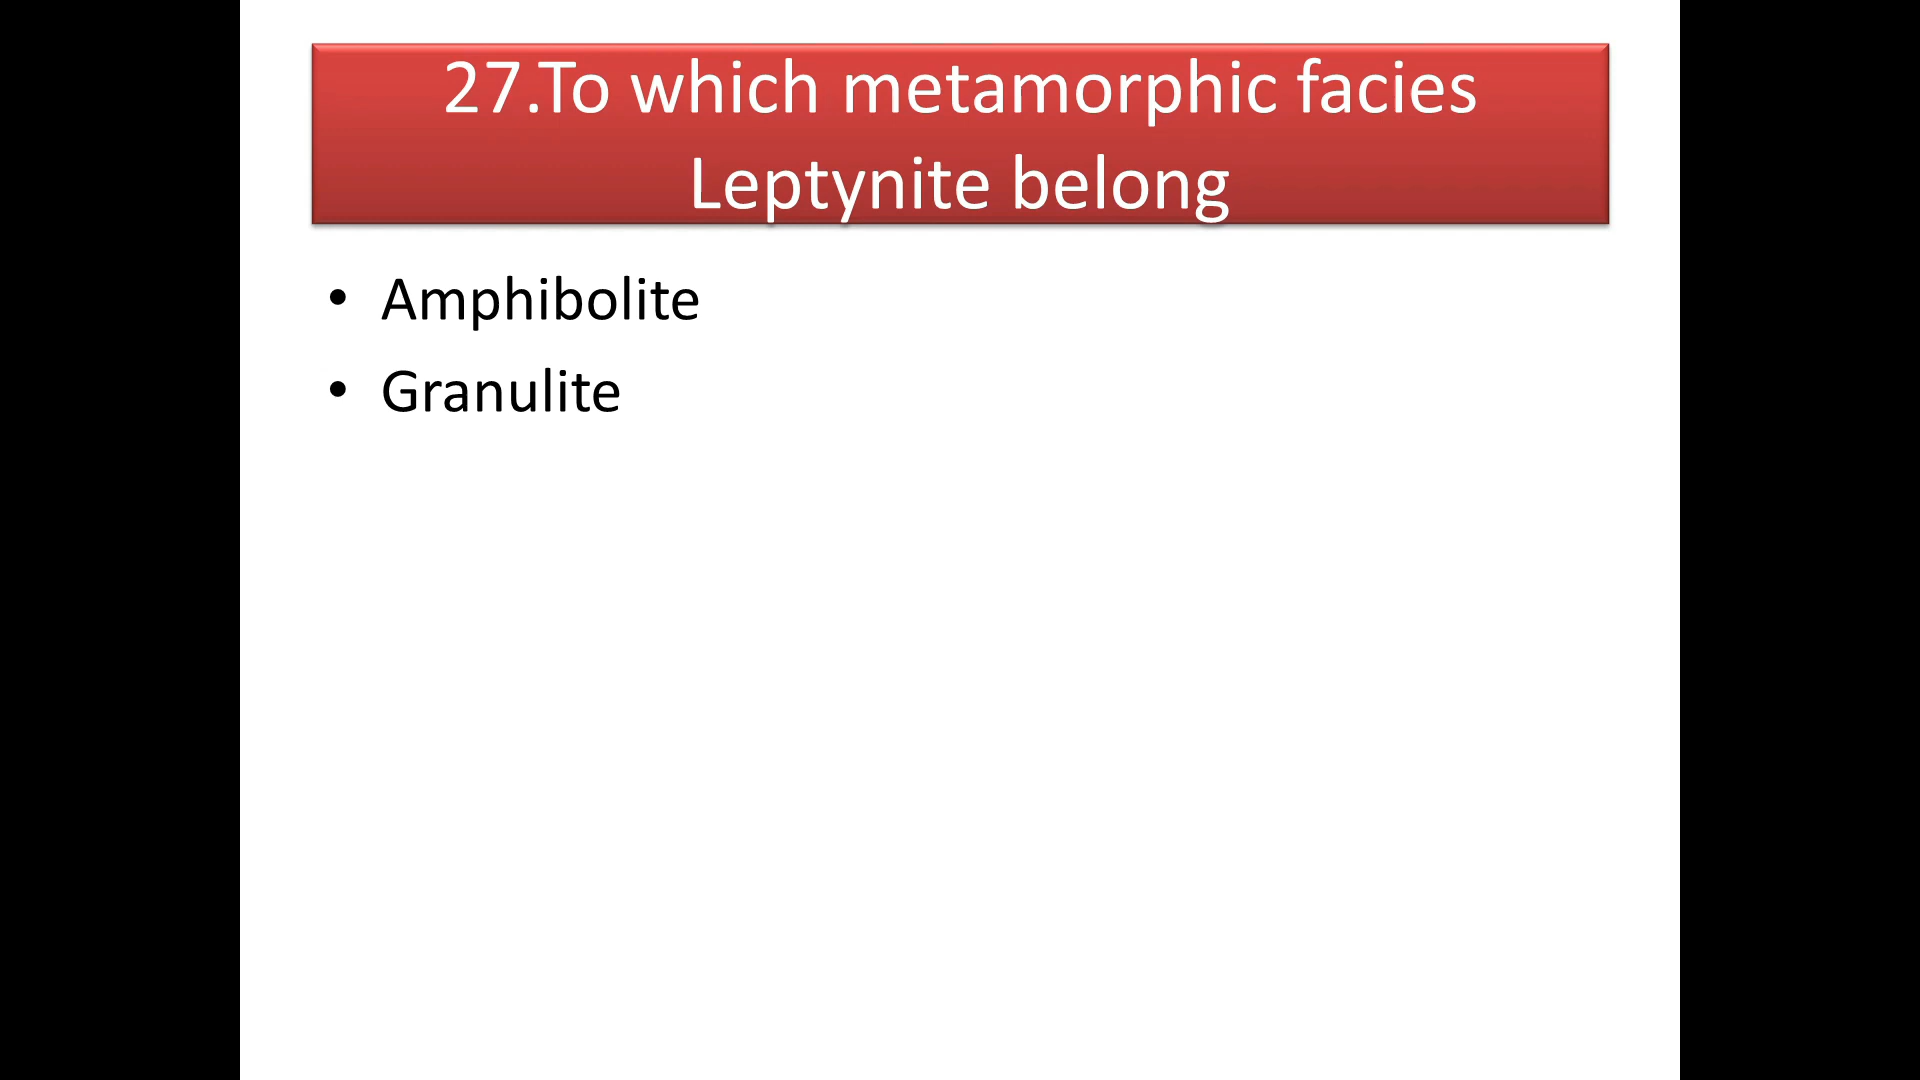 27.To which metamorphic facies
Leptynite belong
• Amphibolite
• Granulite